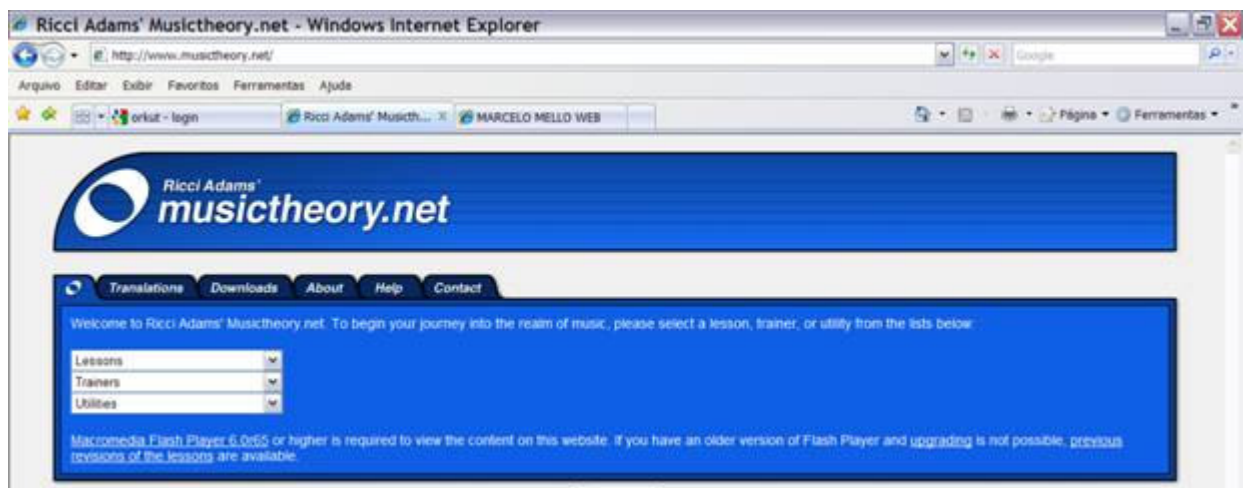 Ricci Adams' Musictheory.net - Windows Internet Explorer
http://www.musictheory.net/
Google
Arquivo Editar Exibir Favoritos Ferramentas Ajuda
orkut - login
Ricci Adams' Musicth...
MARCELO MELLO WEB
Página
Ferramentas
Ricci Adams'
musictheory.net
Translations Downloads About Help Contact
Welcome to Ricci Adams' Musictheory.net. To begin your journey into the realm of music, please select a lesson, trainer, or utility from the lists below:
Lessons
Trainers
Utilities
Macromedia Flash Player 6.0r65 or higher is required to view the content on this website. If you have an older version of Flash Player and upgrading is not possible, previous
revisions of the lessons are available.